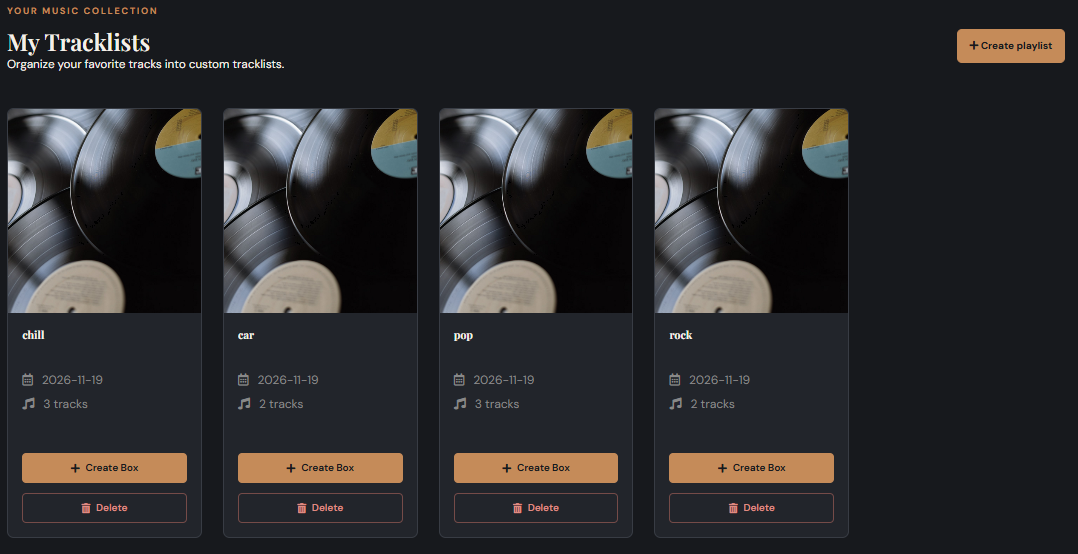 YOUR MUSIC COLLECTION
My Tracklists
Organize your favorite tracks into custom tracklists.
Create playlist
chill
2026-11-19
3 tracks
Create Box
Delete
car
2026-11-19
2 tracks
Create Box
Delete
pop
2026-11-19
3 tracks
Create Box
Delete
rock
2026-11-19
2 tracks
Create Box
Delete